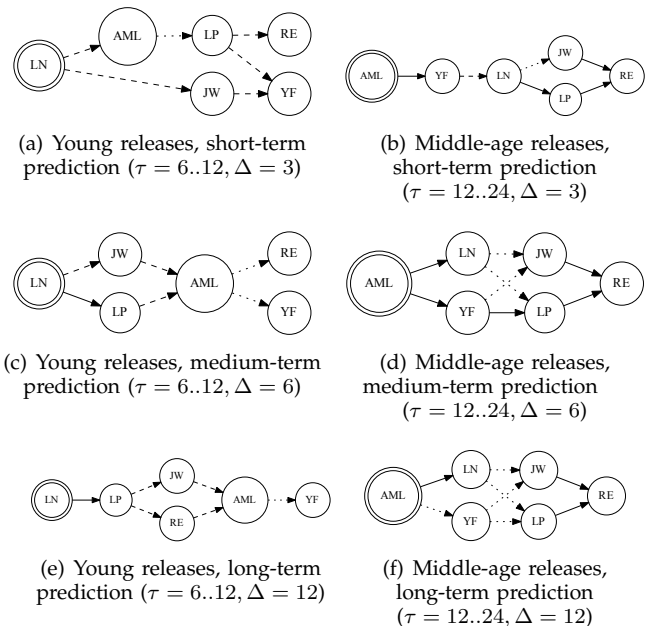 LN
AML
LP
RE
JW
YF
(a) Young releases, short-term
prediction (τ = 6..12, Δ = 3)
AML
YF
LN
JW
LP
RE
(b) Middle-age releases,
short-term prediction
(τ = 12..24, Δ = 3)
LN
JW
LP
AML
RE
YF
(c) Young releases, medium-term
prediction (τ = 6..12, Δ = 6)
AML
LN
YF
JW
LP
RE
(d) Middle-age releases,
medium-term prediction
(τ = 12..24, Δ = 6)
LN
LP
JW
RE
AML
YF
(e) Young releases, long-term
prediction (τ = 6..12, Δ = 12)
AML
LN
YF
JW
LP
RE
(f) Middle-age releases,
long-term prediction
(τ = 12..24, Δ = 12)